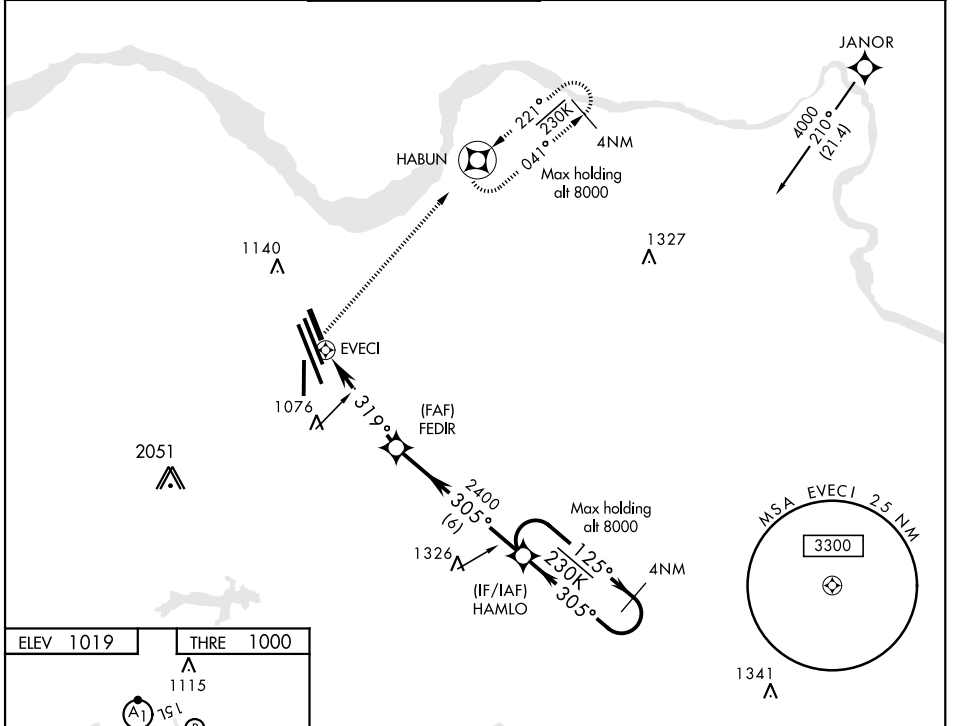 JANOR
4000
210°
(21.4)
221°
230K
041°
4NM
HABUN
Max holding
alt 8000
1140
1327
EVECI
1076
319°
(FAF)
FEDIR
2051
2400
305°
(6)
Max holding
alt 8000
125°
230K
305°
4NM
1326
(IF/IAF)
HAMLO
MSA EVECI 25 NM
3300
1341
ELEV 1019
THRE 1000
1115
A1
15L